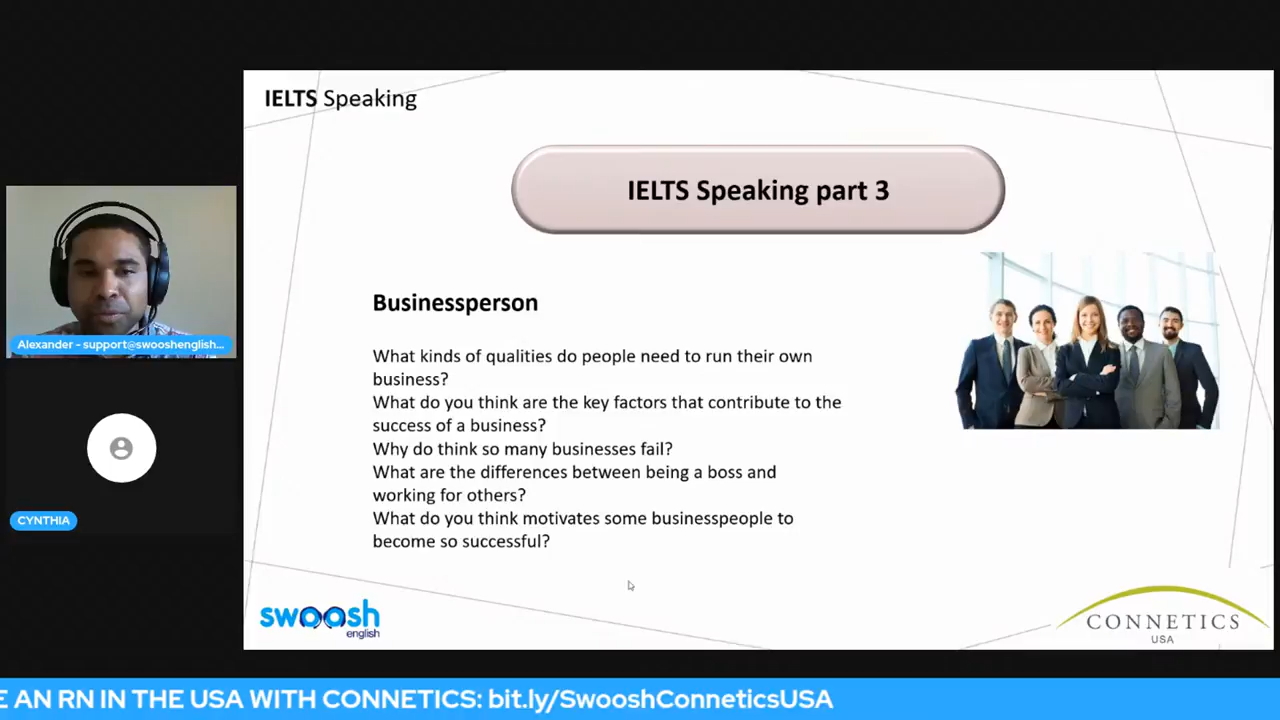 IELTS Speaking
IELTS Speaking part 3
Businessperson
What kinds of qualities do people need to run their own
business?
What do you think are the key factors that contribute to the
success of a business?
Why do think so many businesses fail?
What are the differences between being a boss and
working for others?
What do you think motivates some businesspeople to
become so successful?
Alexander - support@swooshenglish...
CYNTHIA
swoosh
english
CONNETICS
USA
E AN RN IN THE USA WITH CONNETICS: bit.ly/SwooshConneticsUSA